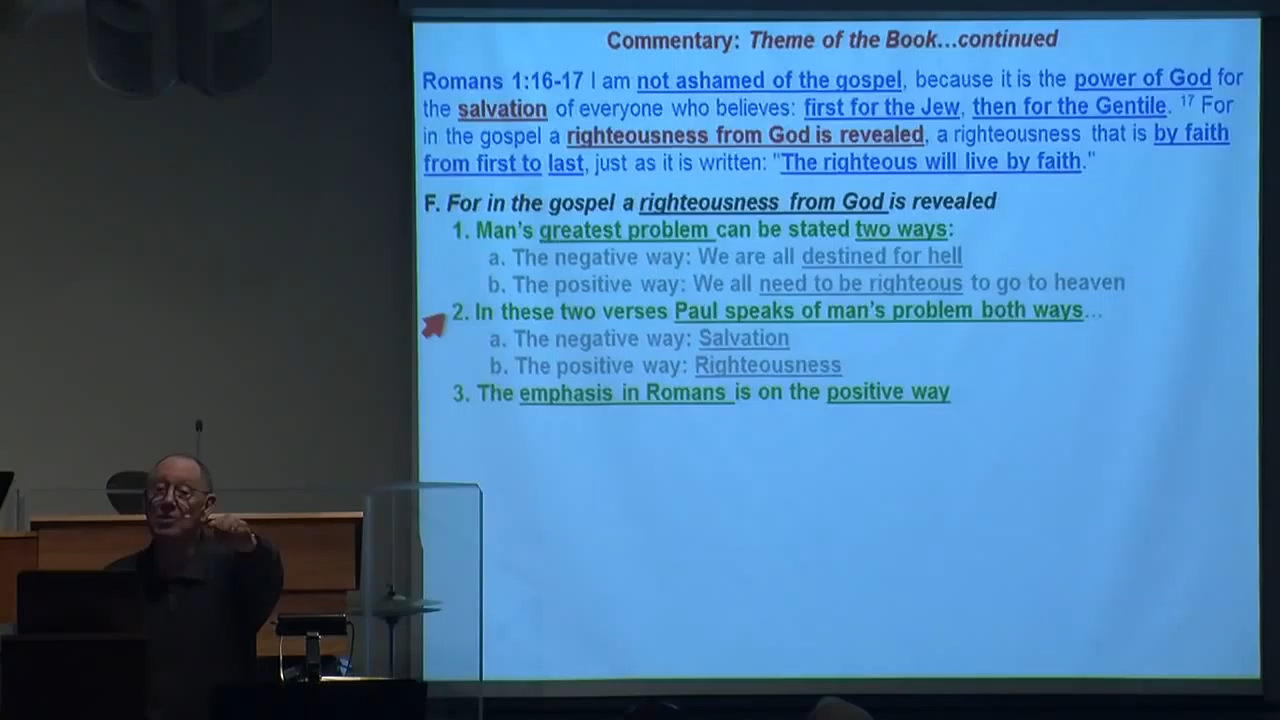 Commentary: Theme of the Book...continued
Romans 1:16-17 I am not ashamed of the gospel, because it is the power of God for
the salvation of everyone who believes: first for the Jew, then for the Gentile. 17 For
in the gospel a righteousness from God is revealed, a righteousness that is by faith
from first to last, just as it is written: "The righteous will live by faith."
F. For in the gospel a righteousness from God is revealed
1. Man's greatest problem can be stated two ways:
a. The negative way: We are all destined for hell
b. The positive way: We all need to be righteous to go to heaven
2. In these two verses Paul speaks of man's problem both ways...
a. The negative way: Salvation
b. The positive way: Righteousness
3. The emphasis in Romans is on the positive way